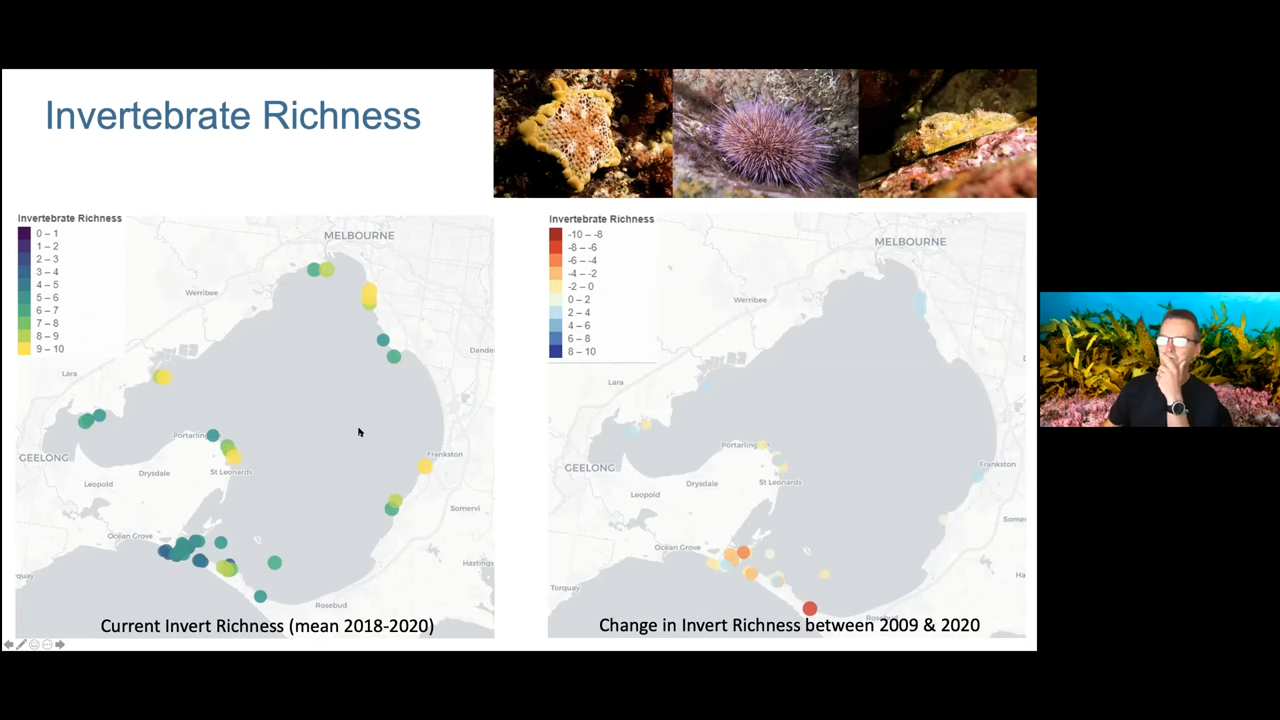 Invertebrate Richness
Invertebrate Richness
0 – 1
1 – 2
2 – 3
3 – 4
4 – 5
5 – 6
6 – 7
7 – 8
8 – 9
9 – 10
MELBOURNE
Werribee
Dande
Lara
Portarling
GEELONG
Drysdale
St Leonards
Frankston
Leopold
Somervi
Ocean Grove
Hastings
rquay
Rosebud
Current Invert Richness (mean 2018-2020)
Invertebrate Richness
-10 – -8
-8 – -6
-6 – -4
-4 – -2
-2 – 0
0 – 2
2 – 4
4 – 6
6 – 8
8 – 10
MELBOURNE
Werribee
D
Lara
Portarling
GEELONG
Drysdale
St Leonards
Frankston
Leopold
Somer
Ocean Grove
Torquay
Ha
Change in Invert Richness between 2009 & 2020